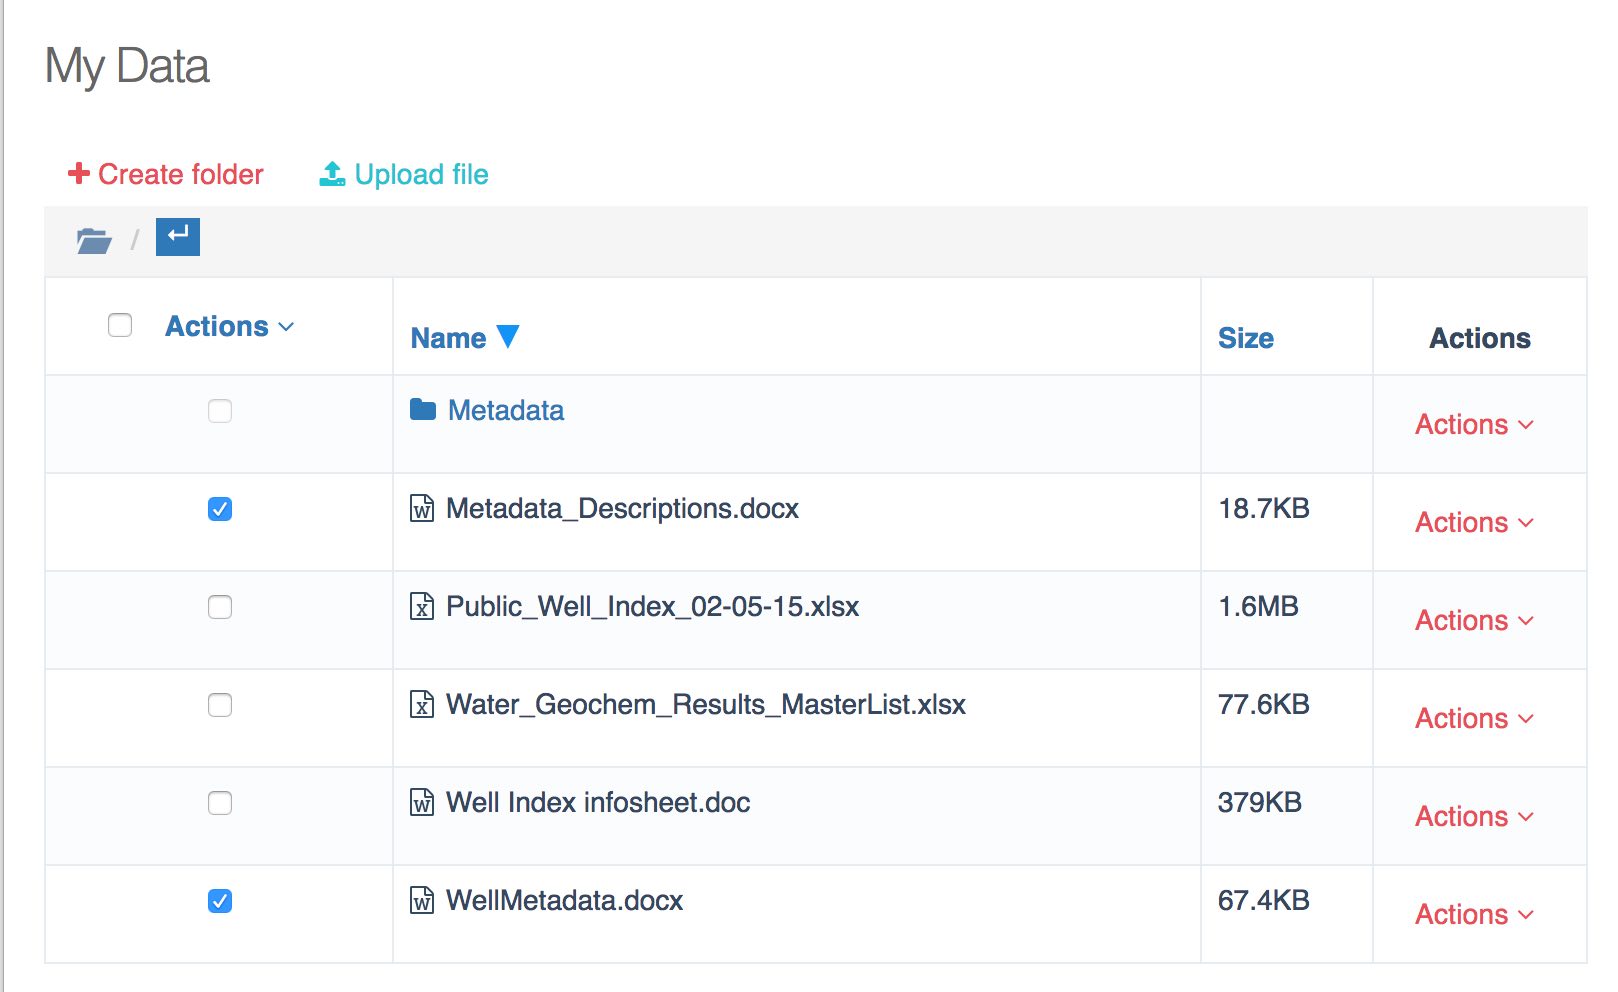 My Data
Create folder Upload file
/
Actions Name Size Actions
Metadata Actions
Metadata_Descriptions.docx 18.7KB Actions
Public_Well_Index_02-05-15.xlsx 1.6MB Actions
Water_Geochem_Results_MasterList.xlsx 77.6KB Actions
Well Index infosheet.doc 379KB Actions
WellMetadata.docx 67.4KB Actions